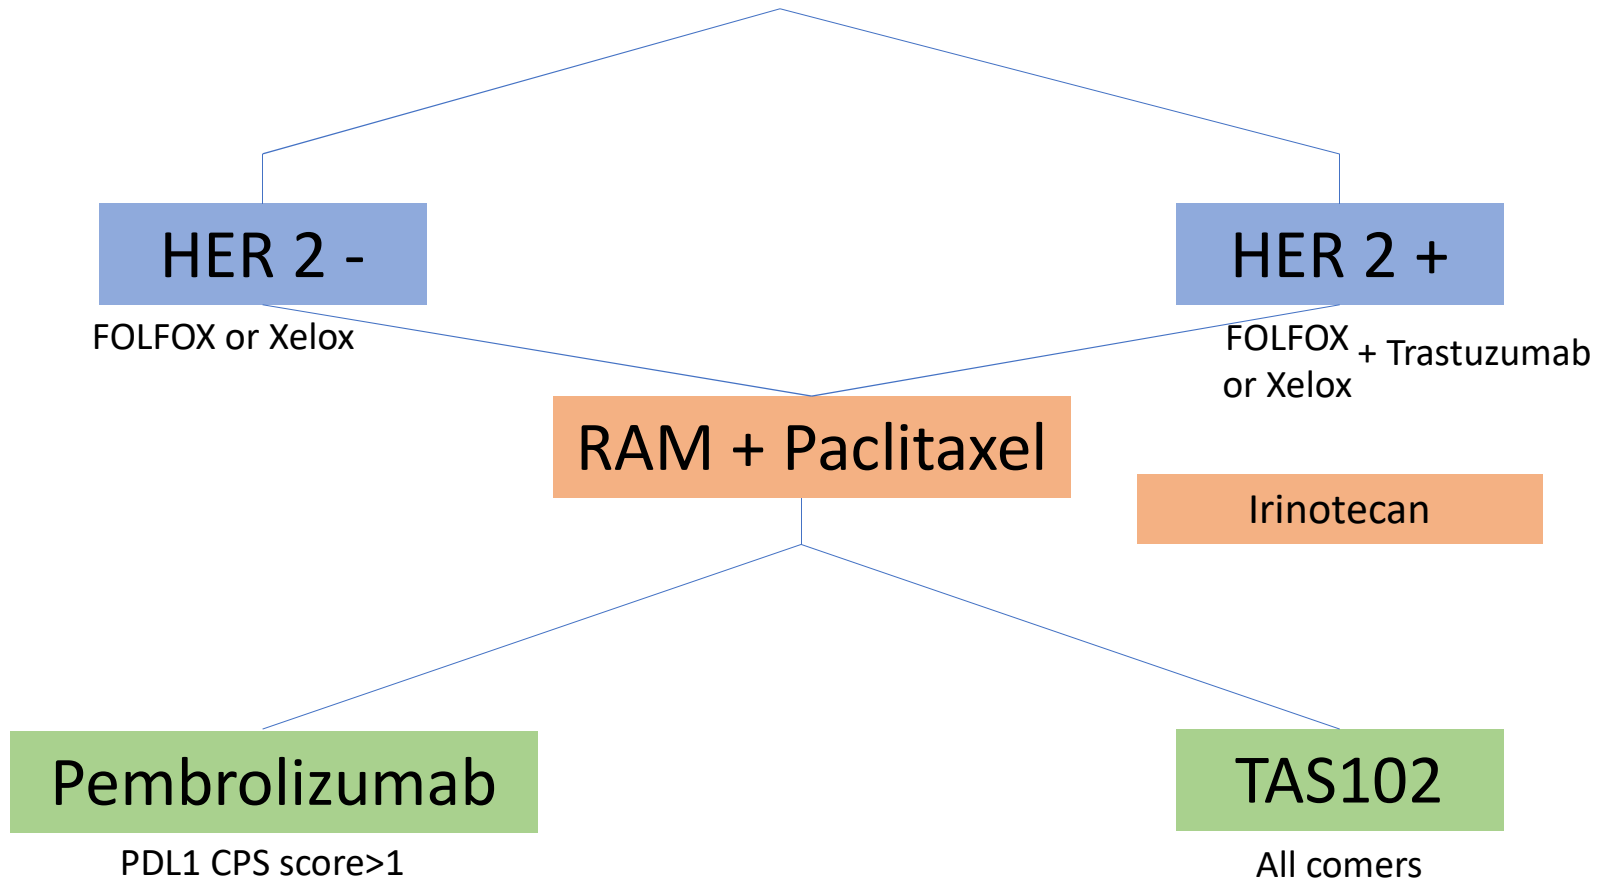 HER 2 -
HER 2 +
FOLFOX or Xelox
FOLFOX
or Xelox
+ Trastuzumab
RAM + Paclitaxel
Irinotecan
Pembrolizumab
TAS102
PDL1 CPS score>1
All comers